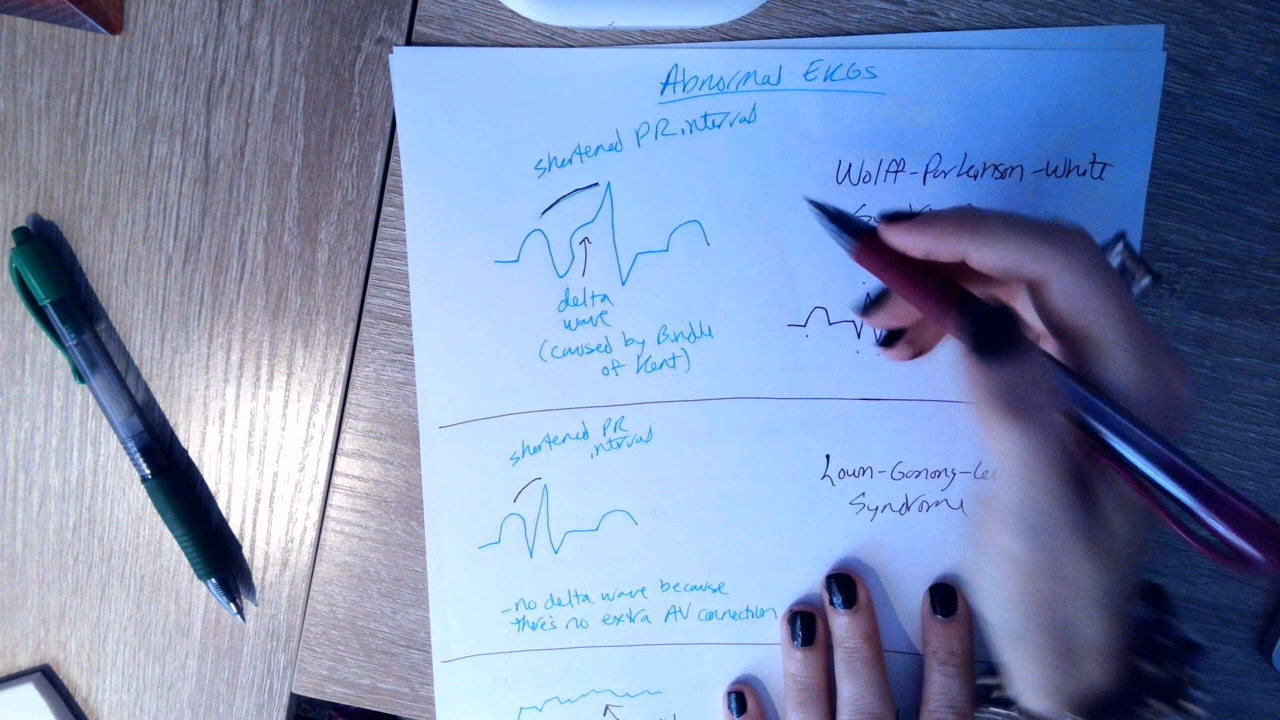 Abnormal EKGs
shortened PR interval
Wolff-Parkinson-White
delta
wave
(caused by Bundle
of Kent)
shortened PR
interval
Lown-Ganong-Le
Syndrome
-no delta wave because
there's no extra AV connection